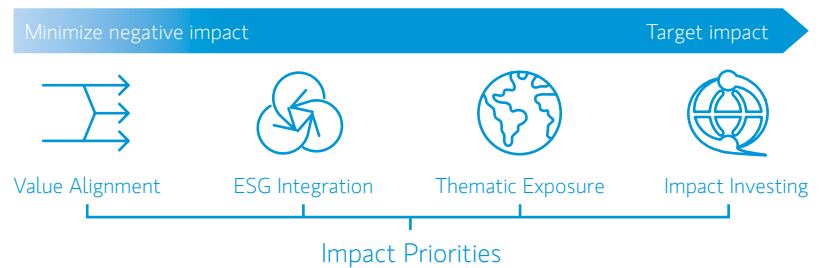 Minimize negative impact Target impact
Value Alignment ESG Integration Thematic Exposure Impact Investing
Impact Priorities